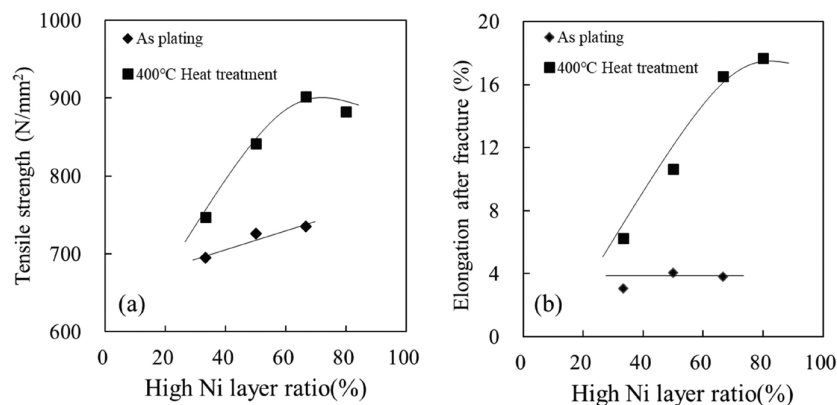 1000
900
800
700
600
Tensile strength (N/mm²)
As plating
400℃ Heat treatment
(a)
0 20 40 60 80 100
High Ni layer ratio(%)
20
16
12
8
4
0
Elongation after fracture (%)
As plating
400℃ Heat treatment
(b)
0 20 40 60 80 100
High Ni layer ratio(%)